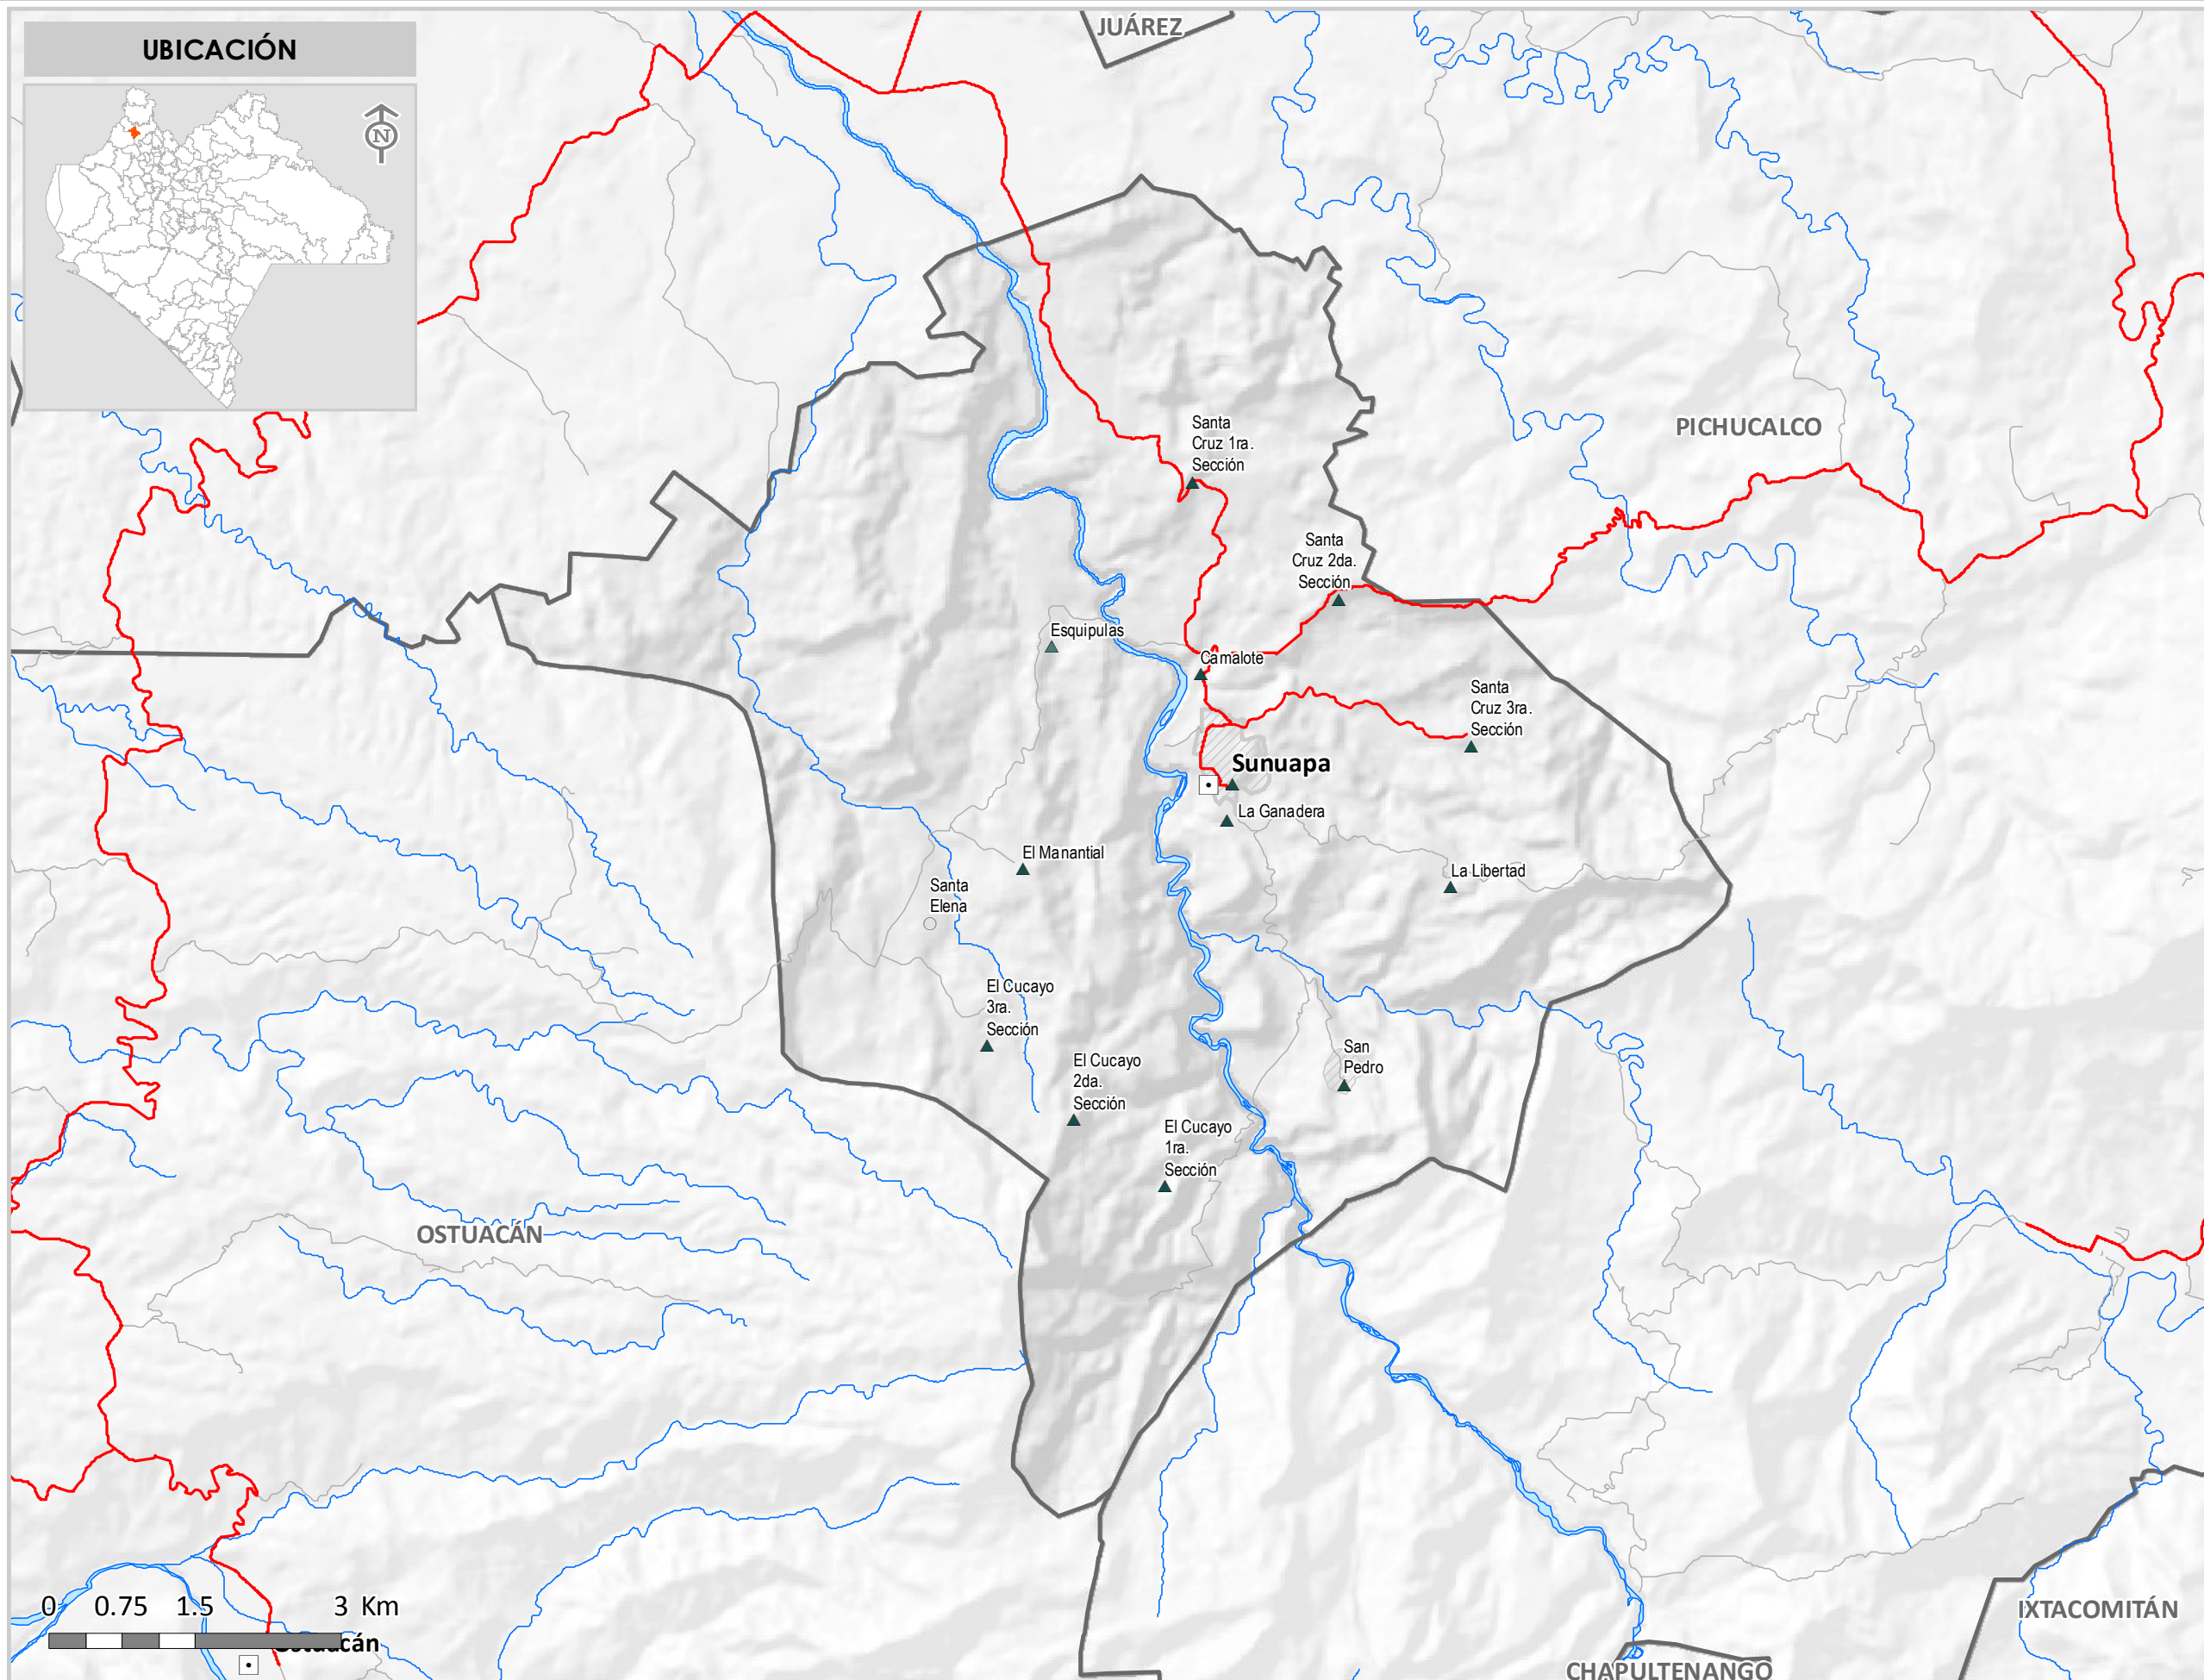 UBICACIÓN
N
JUÁREZ
PICHUCALCO
Santa
Cruz 1ra.
Sección
Santa
Cruz 2da.
Sección
Esquipulas
Camalote
Santa
Cruz 3ra.
Sección
Sunuapa
La Ganadera
El Manantial
La Libertad
Santa
Elena
El Cucayo
3ra.
Sección
San
Pedro
El Cucayo
2da.
Sección
El Cucayo
1ra.
Sección
OSTUACÁN
0 0.75 1.5 3 Km
Ostuacán
IXTACOMITÁN
CHAPULTENANGO